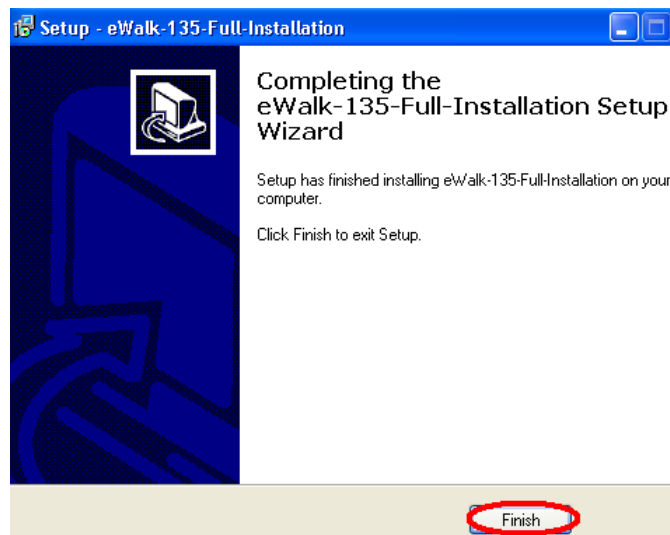 Setup - eWalk-135-Full-Installation
Completing the
eWalk-135-Full-Installation Setup
Wizard
Setup has finished installing eWalk-135-Full-Installation on your
computer.
Click Finish to exit Setup.
Finish